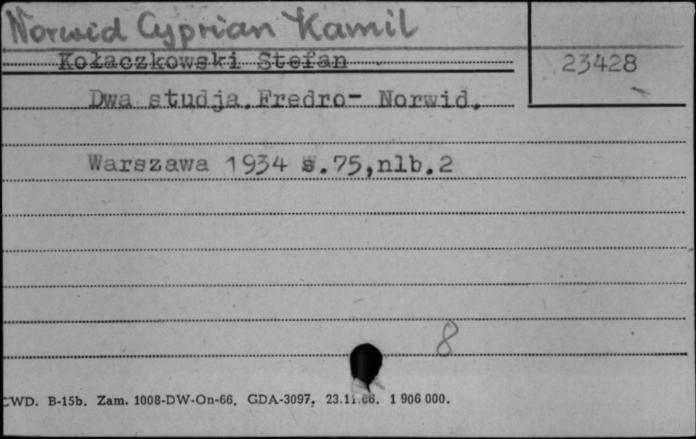 Norwid Cyprian Kamil
Kołaczkowski Stefan
23428
Dwa studja.Fredro- Norwid.
Warszawa 1934 s.75,nlb.2
8
CWD. B-15b. Zam. 1008-DW-On-66. GDA-3097. 23.11.66. 1 906 000.